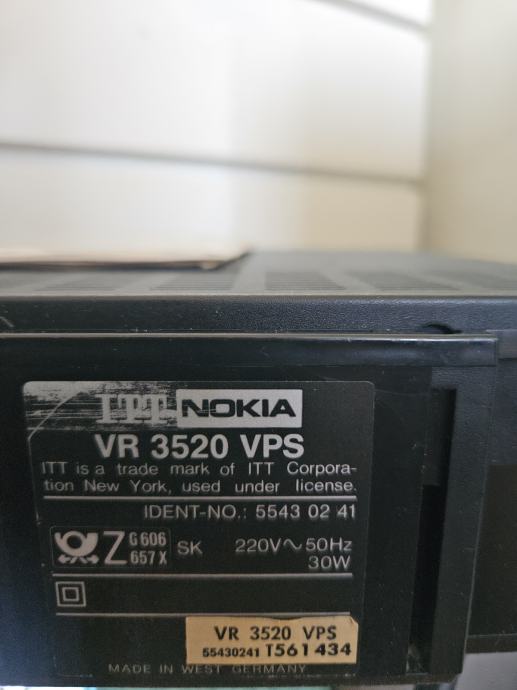 ITT NOKIA
VR 3520 VPS
ITT is a trade mark of ITT Corpora-
tion New York, used under license.
IDENT-NO.: 5543 02 41
Z G 606 657 X SK 220V~50Hz
30W
VR 3520 VPS
55430241 T561434
MADE IN WEST GERMANY